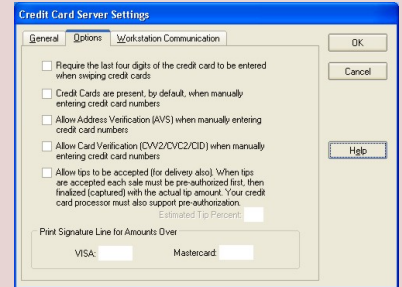 Credit Card Server Settings
General Options Workstation Communication
OK
Cancel
Help
Require the last four digits of the credit card to be entered
when swiping credit cards
Credit Cards are present, by default, when manually
entering credit card numbers
Allow Address Verification (AVS) when manually entering
credit card numbers
Allow Card Verification (CVV2/CVC2/CID) when manually
entering credit card numbers
Allow tips to be accepted (for delivery also). When tips
are accepted each sale must be pre-authorized first, then
finalized (captured) with the actual tip amount. Your credit
card processor must also support pre-authorization.
Estimated Tip Percent:
Print Signature Line for Amounts Over
VISA: Mastercard: